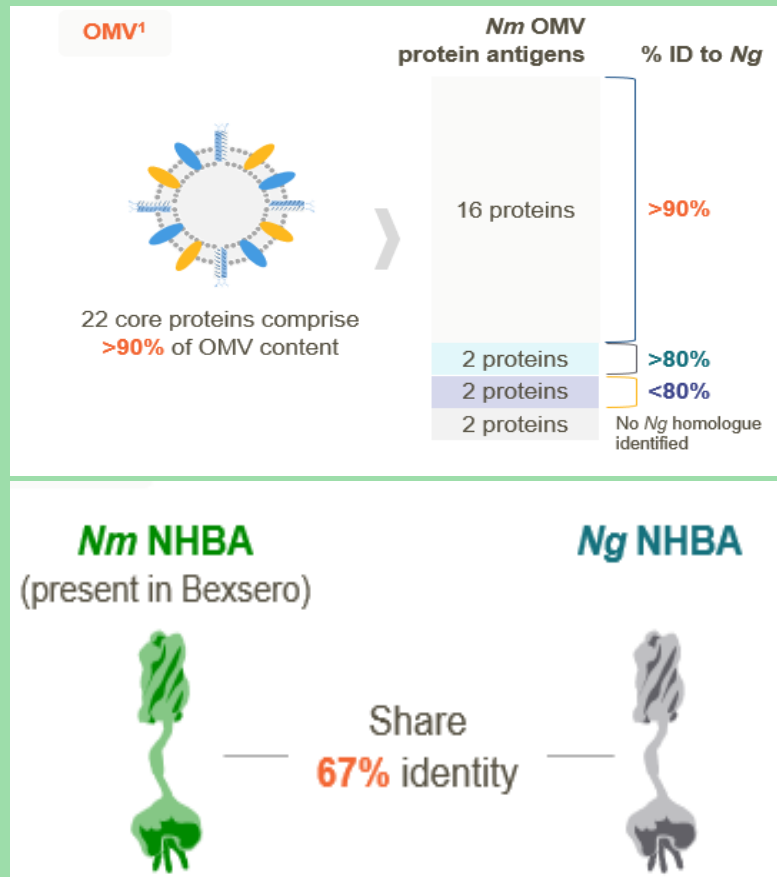 OMV¹
Nm OMV
protein antigens
% ID to Ng
16 proteins
>90%
22 core proteins comprise
>90% of OMV content
2 proteins
>80%
2 proteins
<80%
2 proteins
No Ng homologue
identified
Nm NHBA
(present in Bexsero)
Ng NHBA
Share
67% identity